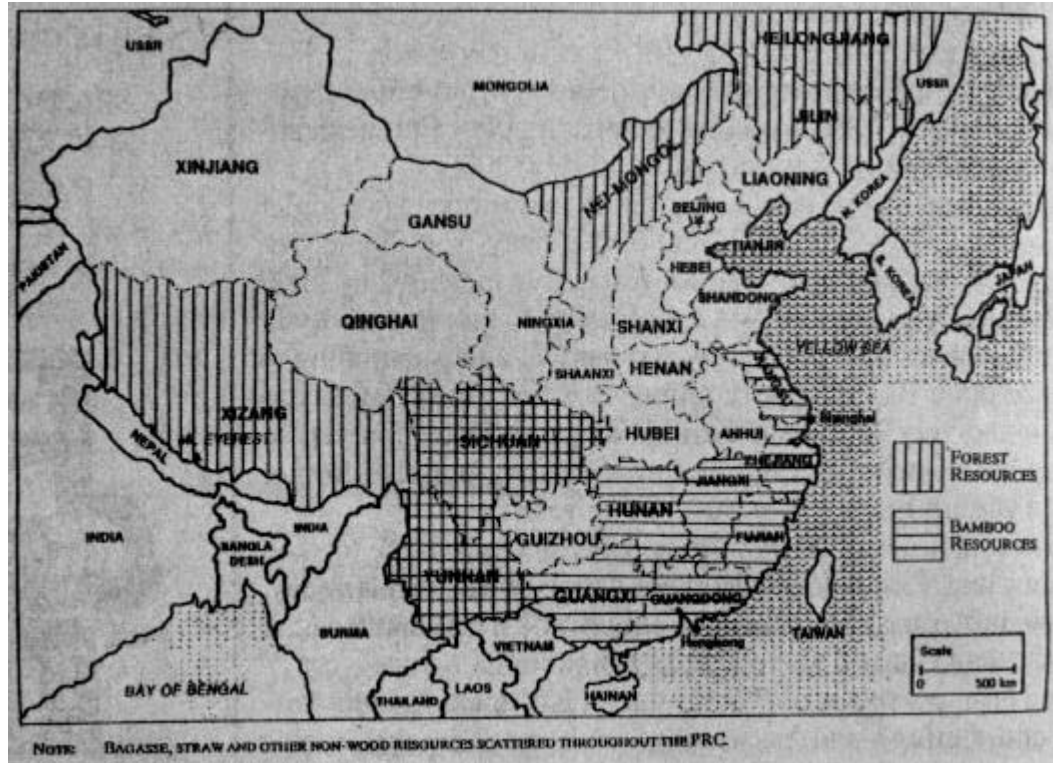 USSR
HEILONGJIANG
MONGOLIA
USSR
JILIN
XINJIANG
NEI-MONGOL
LIAONING
GANSU
BEIJING
N. KOREA
TIANJIN
PAKISTAN
HEBEI
S. KOREA
JAPAN
SHANDONG
QINGHAI
NINGXIA
SHANXI
YELLOW SEA
HENAN
SHAANXI
JIANGSU
XIZANG
Shanghai
MT. EVEREST
SICHUAN
HUBEI
ANHUI
NEPAL
ZHEJIANG
FOREST
RESOURCES
JIANGXI
HUNAN
INDIA
INDIA
BANGLA
DESH
GUIZHOU
FUJIAN
BAMBOO
RESOURCES
YUNNAN
GUANGXI
GUANGDONG
BURMA
VIETNAM
Hongkong
TAIWAN
Scale
0 500 km
BAY OF BENGAL
LAOS
THAILAND
HAINAN
NOTE: BAGASSE, STRAW AND OTHER NON-WOOD RESOURCES SCATTERED THROUGHOUT THE PRC.